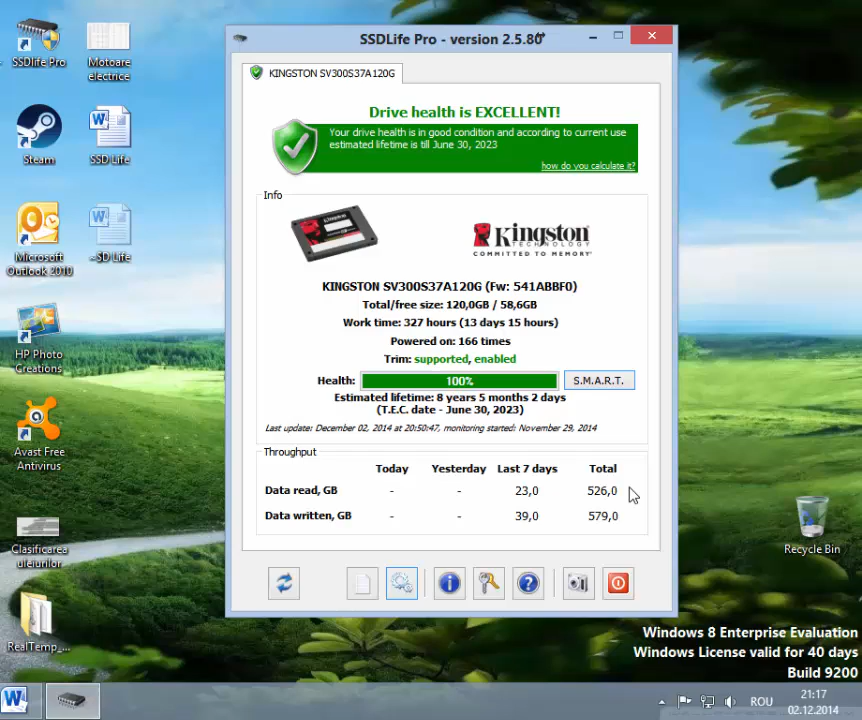 SSDlife Pro
Motoare
electrice
Steam
SSD Life
Microsoft
Outlook 2010
~SD Life
HP Photo
Creations
Avast Free
Antivirus
Clasificarea
uleiurilor
RealTemp_...
SSDLife Pro - version 2.5.80
KINGSTON SV300S37A120G
Drive health is EXCELLENT!
Your drive health is in good condition and according to current use
estimated lifetime is till June 30, 2023
how do you calculate it?
Info
Kingston
TECHNOLOGY
COMMITTED TO MEMORY
KINGSTON SV300S37A120G (Fw: 541ABBF0)
Total/free size: 120,0GB / 58,6GB
Work time: 327 hours (13 days 15 hours)
Powered on: 166 times
Trim: supported, enabled
Health: 100% S.M.A.R.T.
Estimated lifetime: 8 years 5 months 2 days
(T.E.C. date - June 30, 2023)
Last update: December 02, 2014 at 20:50:47, monitoring started: November 29, 2014
Throughput
Today Yesterday Last 7 days Total
Data read, GB - - 23,0 526,0
Data written, GB - - 39,0 579,0
Recycle Bin
Windows 8 Enterprise Evaluation
Windows License valid for 40 days
Build 9200
ROU
21:17
02.12.2014